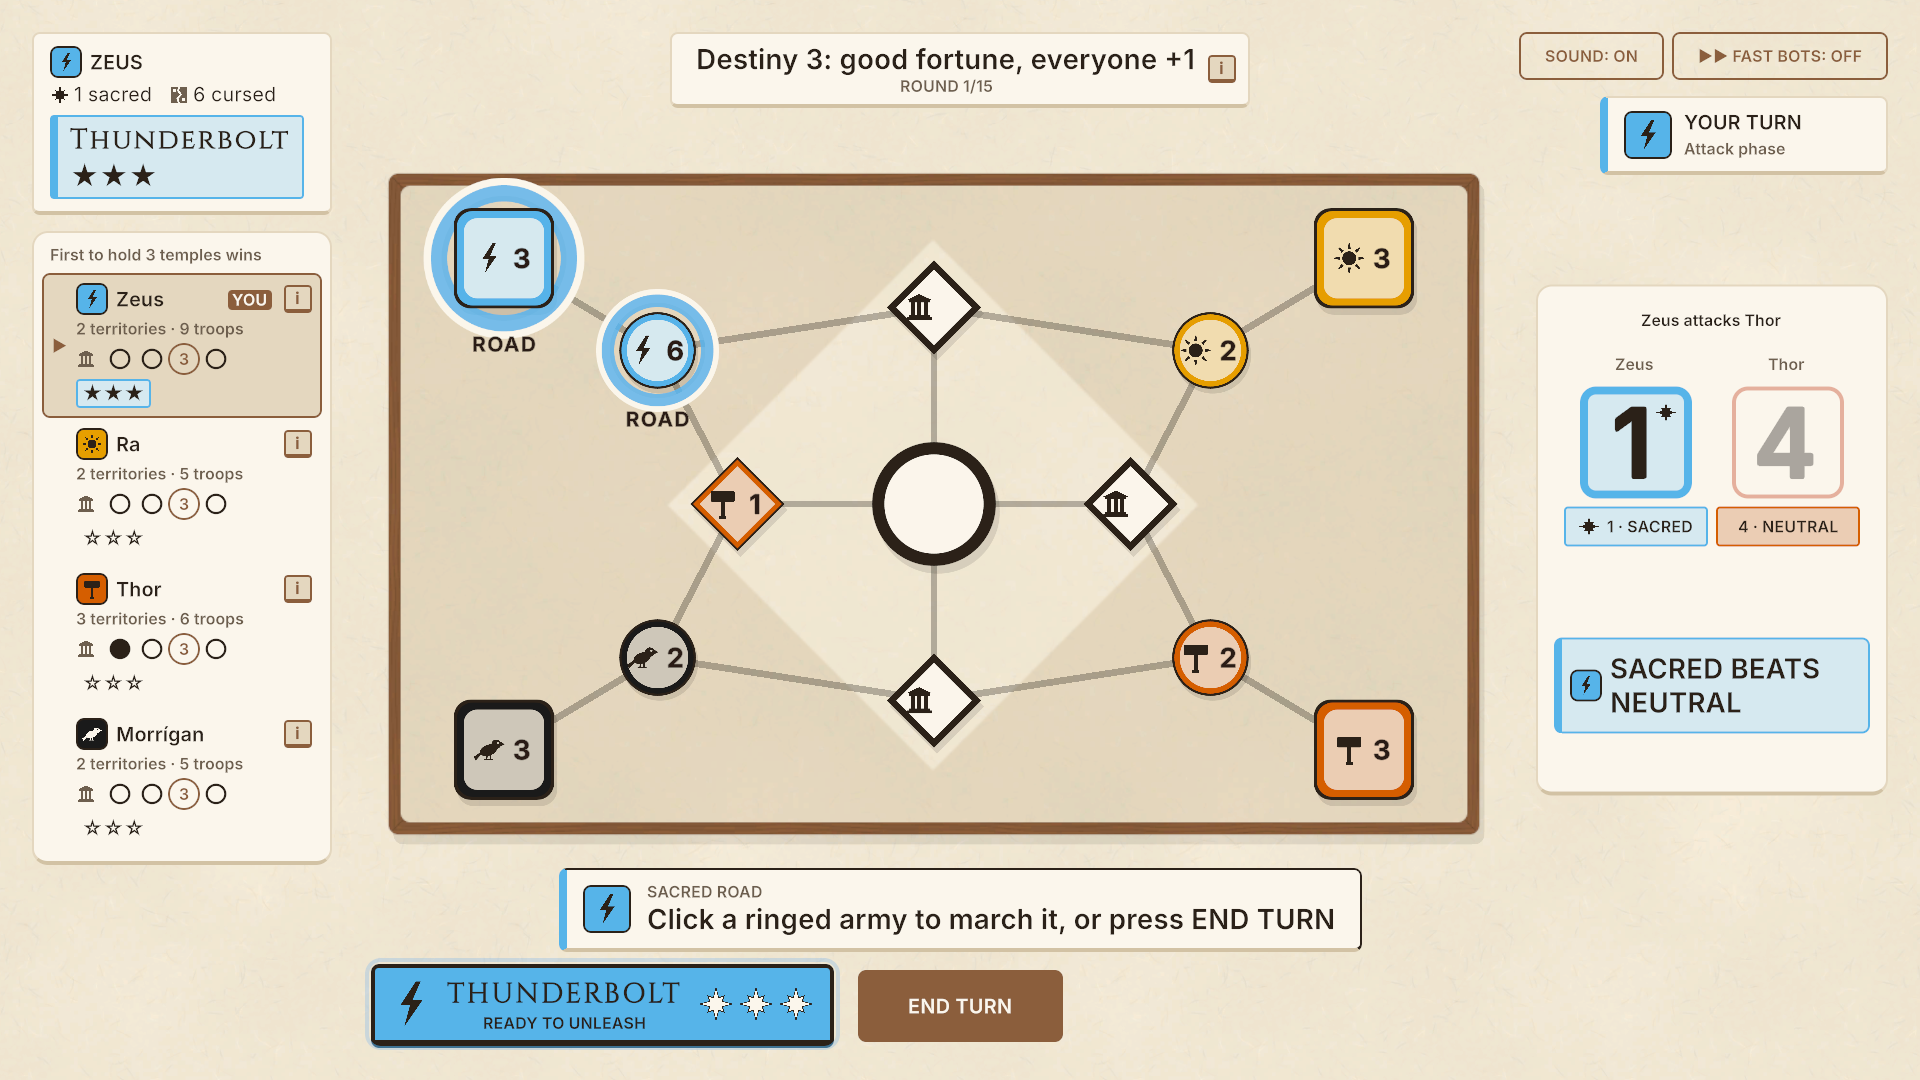 ZEUS
1 sacred 6 cursed
THUNDERBOLT
★★★
First to hold 3 temples wins
Zeus YOU i
2 territories · 9 troops
3
★★★
Ra i
2 territories · 5 troops
3
☆☆☆
Thor i
3 territories · 6 troops
3
☆☆☆
Morrígan i
2 territories · 5 troops
3
☆☆☆
Destiny 3: good fortune, everyone +1 i
ROUND 1/15
SOUND: ON
▶▶ FAST BOTS: OFF
YOUR TURN
Attack phase
3
ROAD
6
ROAD
3
2
1
2
2
3
3
Zeus attacks Thor
Zeus Thor
1 4
1 · SACRED 4 · NEUTRAL
SACRED BEATS
NEUTRAL
SACRED ROAD
Click a ringed army to march it, or press END TURN
THUNDERBOLT
READY TO UNLEASH
END TURN